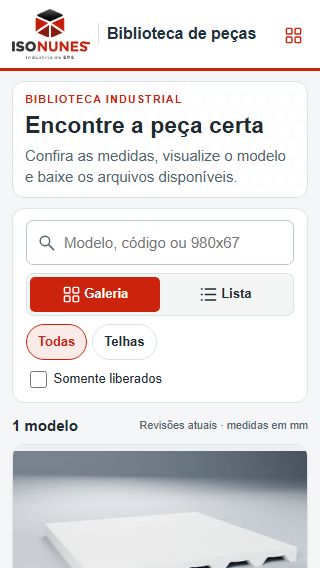 ISONUNES
Indústria de EPS
Biblioteca de peças
BIBLIOTECA INDUSTRIAL
Encontre a peça certa
Confira as medidas, visualize o modelo
e baixe os arquivos disponíveis.
Modelo, código ou 980x67
Galeria
Lista
Todas
Telhas
Somente liberados
1 modelo
Revisões atuais · medidas em mm